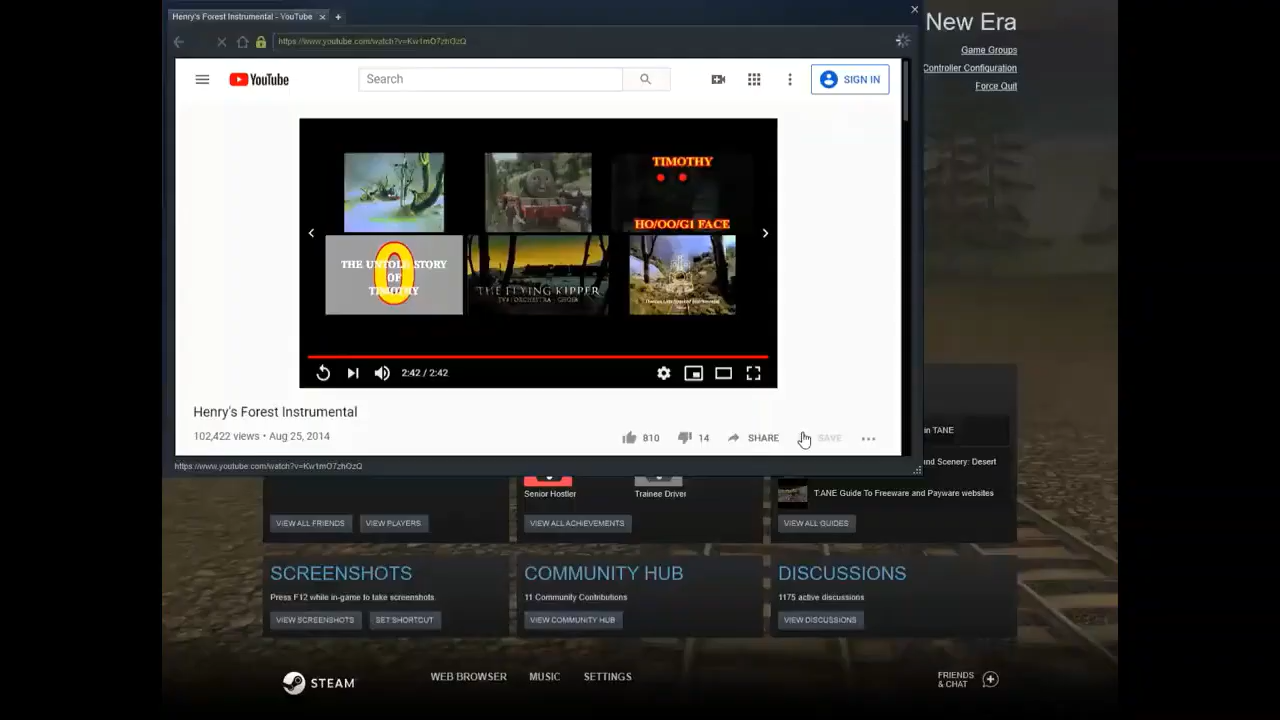 Henry's Forest Instrumental - YouTube
https://www.youtube.com/watch?v=Kw1mO7zhOzQ
New Era
Game Groups
Controller Configuration
Force Quit
YouTube
Search
SIGN IN
TIMOTHY
HO/OO/G1 FACE
0
THE UNTOLD STORY
OF
TIMOTHY
THE FLYING KIPPER
2:42 / 2:42
Henry's Forest Instrumental
102,422 views • Aug 25, 2014
810
14
SHARE
SAVE
in TANE
nd Scenery: Desert
https://www.youtube.com/watch?v=Kw1mO7zhOzQ
Senior Hostler
Trainee Driver
T:ANE Guide To Freeware and Payware websites
VIEW ALL FRIENDS
VIEW PLAYERS
VIEW ALL ACHIEVEMENTS
VIEW ALL GUIDES
SCREENSHOTS
Press F12 while in-game to take screenshots
VIEW SCREENSHOTS
SET SHORTCUT
COMMUNITY HUB
11 Community Contributions
VIEW COMMUNITY HUB
DISCUSSIONS
1175 active discussions
VIEW DISCUSSIONS
STEAM
WEB BROWSER
MUSIC
SETTINGS
FRIENDS
& CHAT